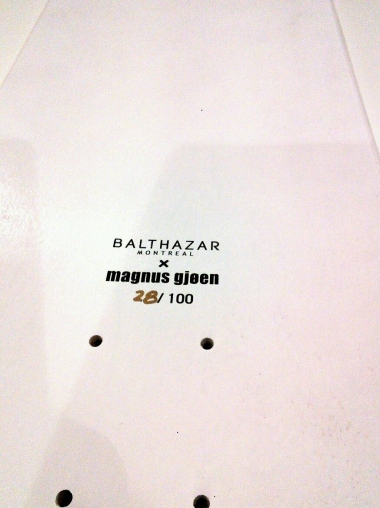 BALTHAZAR
MONTREAL
×
magnus gjøen
28/100